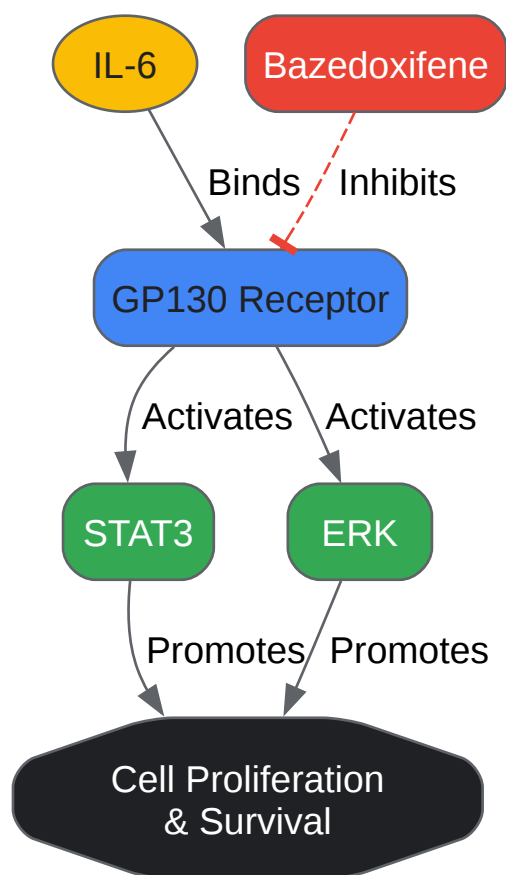 IL-6
Bazedoxifene
Binds
Inhibits
GP130 Receptor
Activates
Activates
STAT3
ERK
Promotes
Promotes
Cell Proliferation
& Survival